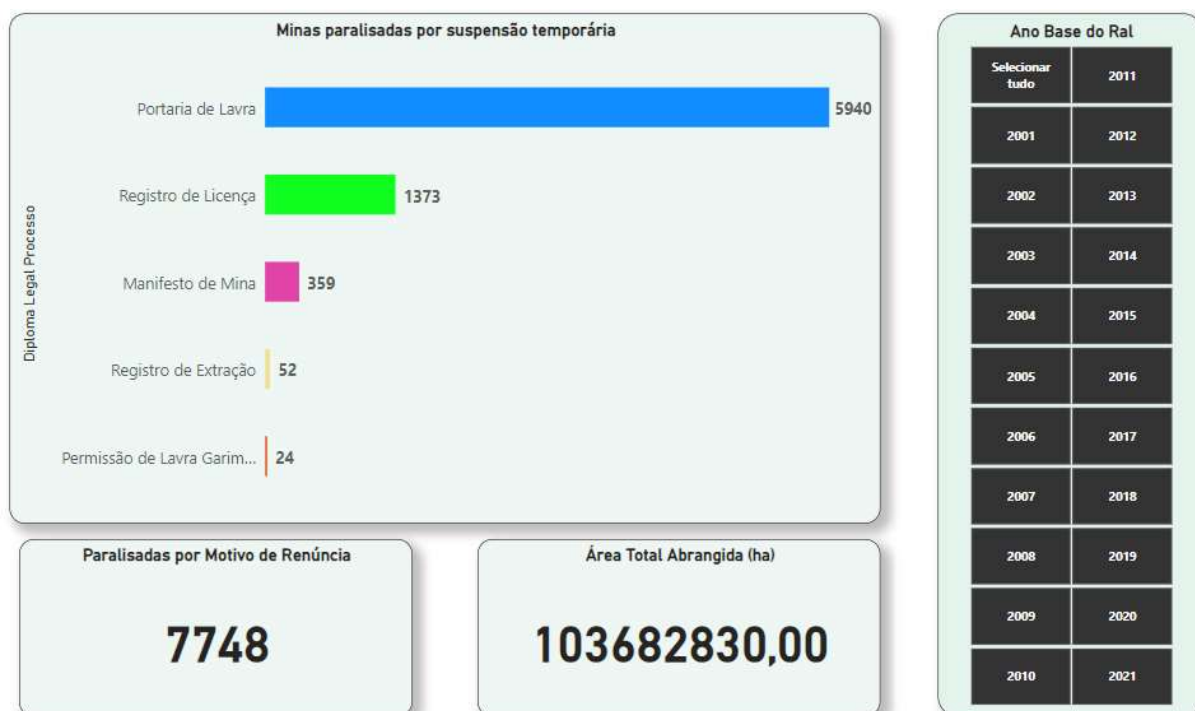 Minas paralisadas por suspensão temporária
Diploma Legal Processo
Portaria de Lavra
5940
Registro de Licença
1373
Manifesto de Mina
359
Registro de Extração
52
Permissão de Lavra Garim...
24
Paralisadas por Motivo de Renúncia
7748
Área Total Abrangida (ha)
103682830,00
Ano Base do Ral
Selecionar
tudo
2011
2001
2012
2002
2013
2003
2014
2004
2015
2005
2016
2006
2017
2007
2018
2008
2019
2009
2020
2010
2021